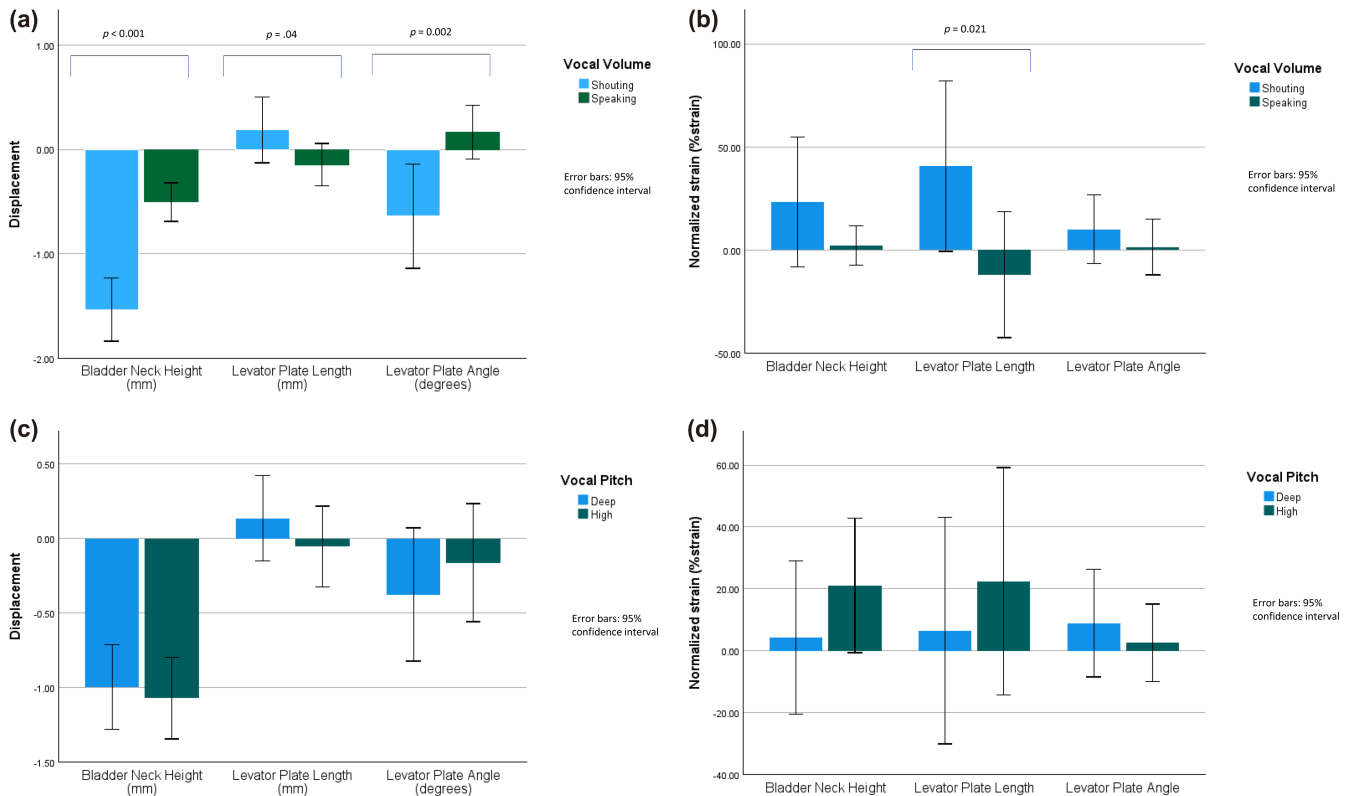 (a)
p < 0.001
p = .04
p = 0.002
1.00
0.00
-1.00
-2.00
Displacement
Bladder Neck Height
(mm)
Levator Plate Length
(mm)
Levator Plate Angle
(degrees)
Vocal Volume
Shouting
Speaking
Error bars: 95%
confidence interval
(b)
p = 0.021
100.00
50.00
0.00
-50.00
Normalized strain (%strain)
Bladder Neck Height
Levator Plate Length
Levator Plate Angle
Vocal Volume
Shouting
Speaking
Error bars: 95%
confidence interval
(c)
0.50
0.00
-0.50
-1.00
-1.50
Displacement
Bladder Neck Height
(mm)
Levator Plate Length
(mm)
Levator Plate Angle
(degrees)
Vocal Pitch
Deep
High
Error bars: 95%
confidence interval
(d)
60.00
40.00
20.00
0.00
-20.00
-40.00
Normalized strain (%strain)
Bladder Neck Height
Levator Plate Length
Levator Plate Angle
Vocal Pitch
Deep
High
Error bars: 95%
confidence interval